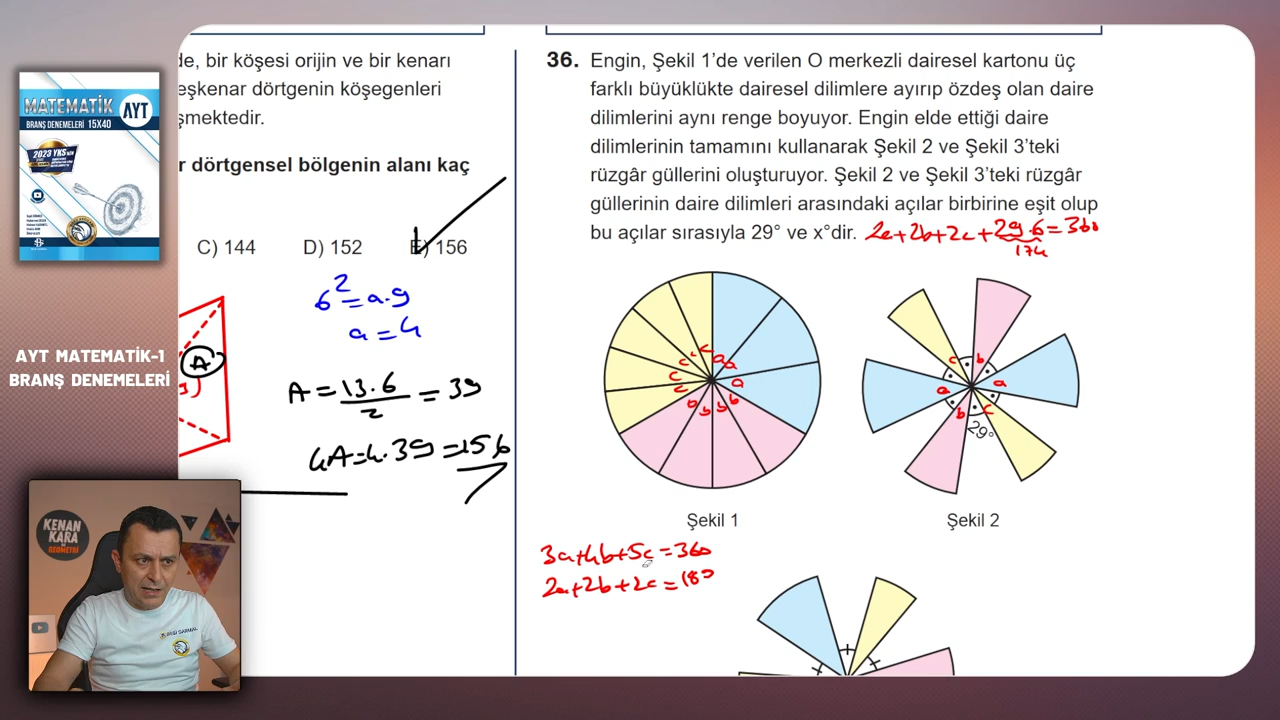 MATEMATİK
AYT
BRANŞ DENEMELERİ 15X40
2023 YKS'NİN
AYT MATEMATİK-1
BRANŞ DENEMELERİ
KENAN
KARA
GEOMETRİ
de, bir köşesi orijin ve bir kenarı
eşkenar dörtgenin köşegenleri
şmektedir.
r dörtgensel bölgenin alanı kaç
C) 144 D) 152 E) 156
6² = a.9
a = 4
A
A = 13.6/2 = 39
4A = 4.39 = 156
36. Engin, Şekil 1'de verilen O merkezli dairesel kartonu üç
farklı büyüklükte dairesel dilimlere ayırıp özdeş olan daire
dilimlerini aynı renge boyuyor. Engin elde ettiği daire
dilimlerinin tamamını kullanarak Şekil 2 ve Şekil 3'teki
rüzgâr güllerini oluşturuyor. Şekil 2 ve Şekil 3'teki rüzgâr
güllerinin daire dilimleri arasındaki açılar birbirine eşit olup
bu açılar sırasıyla 29° ve x°dir. 2a+2b+2c+29.6=360
174
c c c c c a a a b b b b
c b a a b c
29°
Şekil 1 Şekil 2
3a+4b+5c=360
2a+2b+2c=180